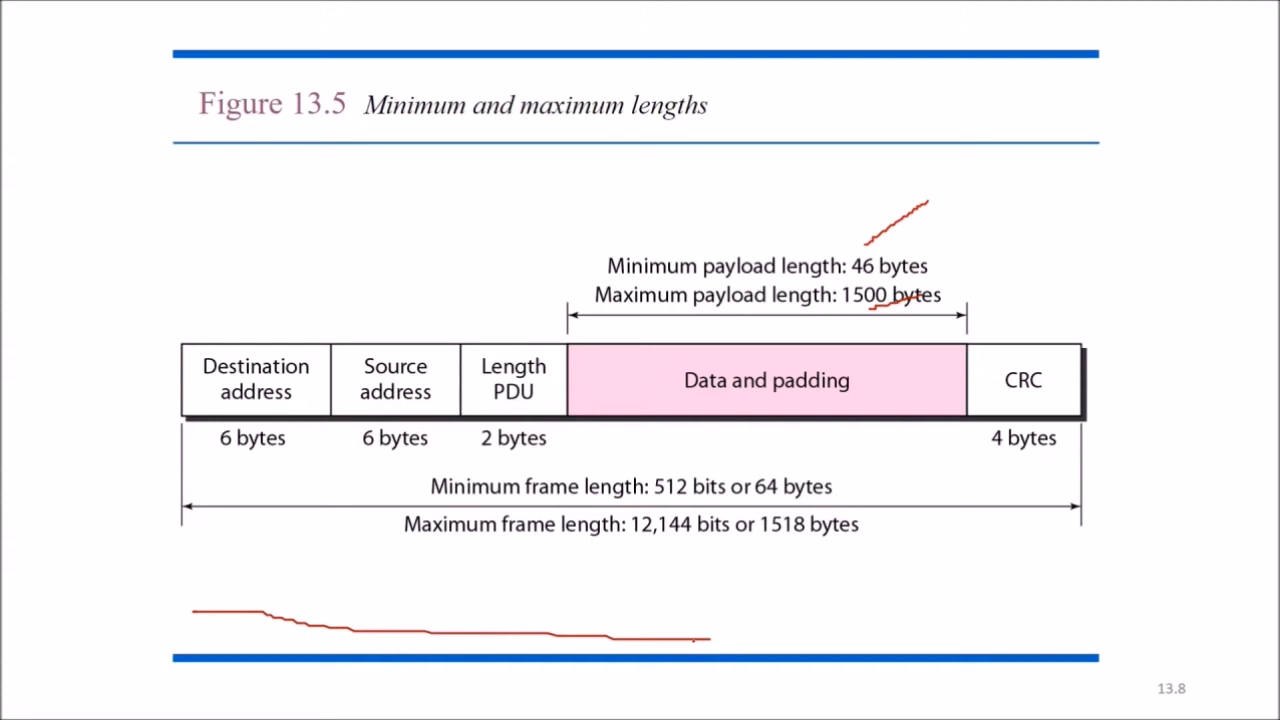 Figure 13.5 Minimum and maximum lengths
Minimum payload length: 46 bytes
Maximum payload length: 1500 bytes
Destination address
Source address
Length PDU
Data and padding
CRC
6 bytes
6 bytes
2 bytes
4 bytes
Minimum frame length: 512 bits or 64 bytes
Maximum frame length: 12,144 bits or 1518 bytes
13.8